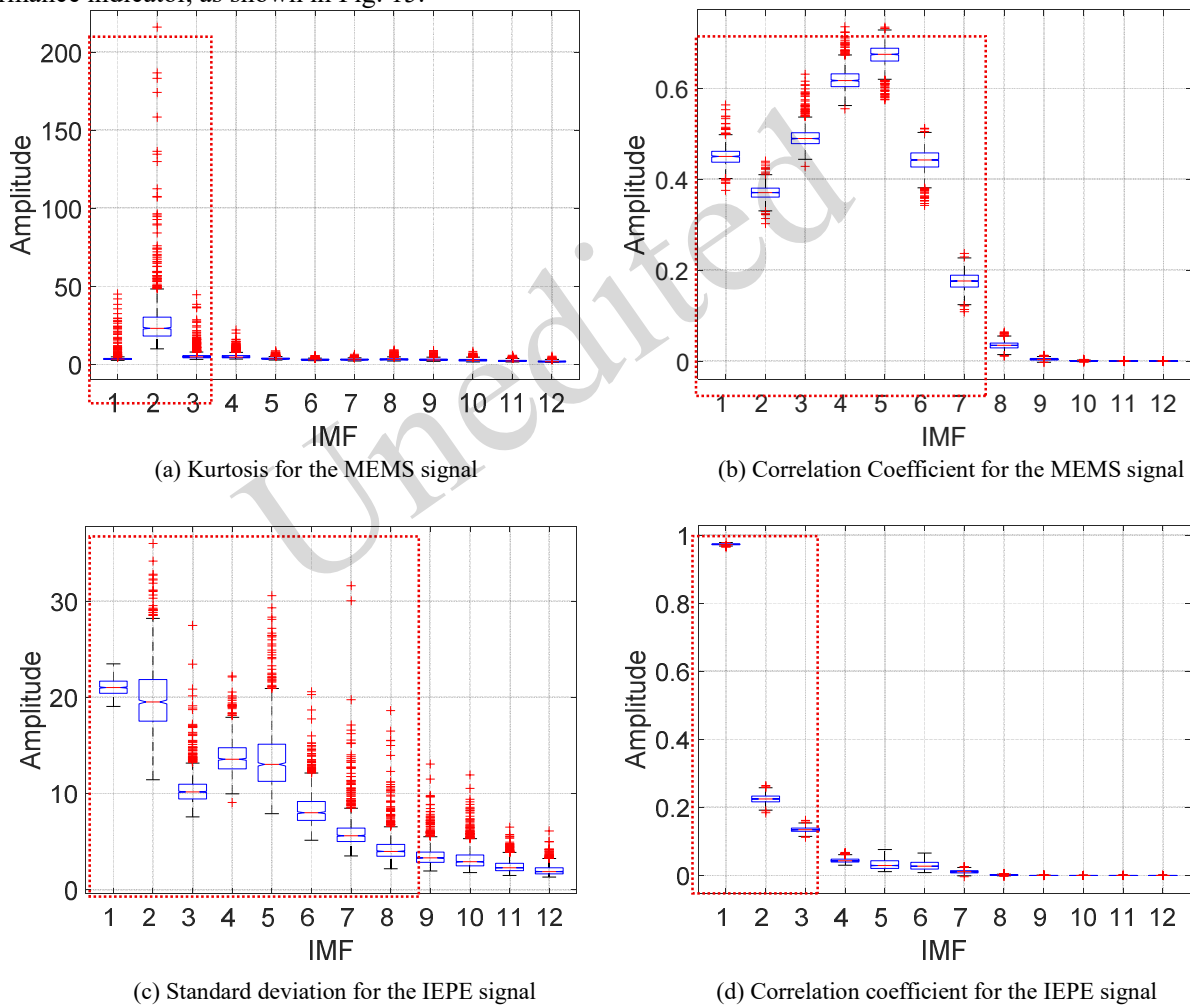 rmance indicator, as shown in Fig. 15.
200
150
100
50
0
Amplitude
1 2 3 4 5 6 7 8 9 10 11 12
IMF
(a) Kurtosis for the MEMS signal
0.6
0.4
0.2
0
Amplitude
1 2 3 4 5 6 7 8 9 10 11 12
IMF
(b) Correlation Coefficient for the MEMS signal
30
20
10
0
Amplitude
1 2 3 4 5 6 7 8 9 10 11 12
IMF
(c) Standard deviation for the IEPE signal
1
0.8
0.6
0.4
0.2
0
Amplitude
1 2 3 4 5 6 7 8 9 10 11 12
IMF
(d) Correlation coefficient for the IEPE signal
Unedited